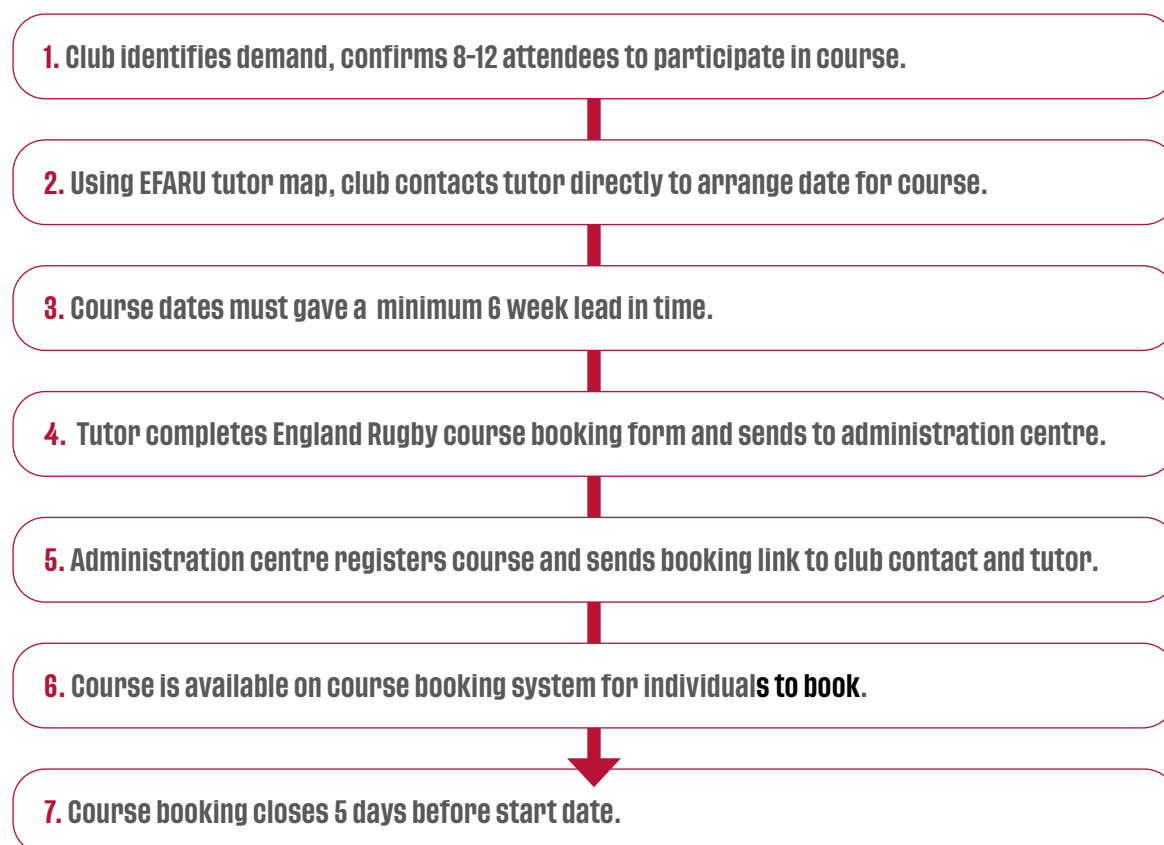 1. Club identifies demand, confirms 8-12 attendees to participate in course.
2. Using EFARU tutor map, club contacts tutor directly to arrange date for course.
3. Course dates must gave a minimum 6 week lead in time.
4. Tutor completes England Rugby course booking form and sends to administration centre.
5. Administration centre registers course and sends booking link to club contact and tutor.
6. Course is available on course booking system for individuals to book.
7. Course booking closes 5 days before start date.